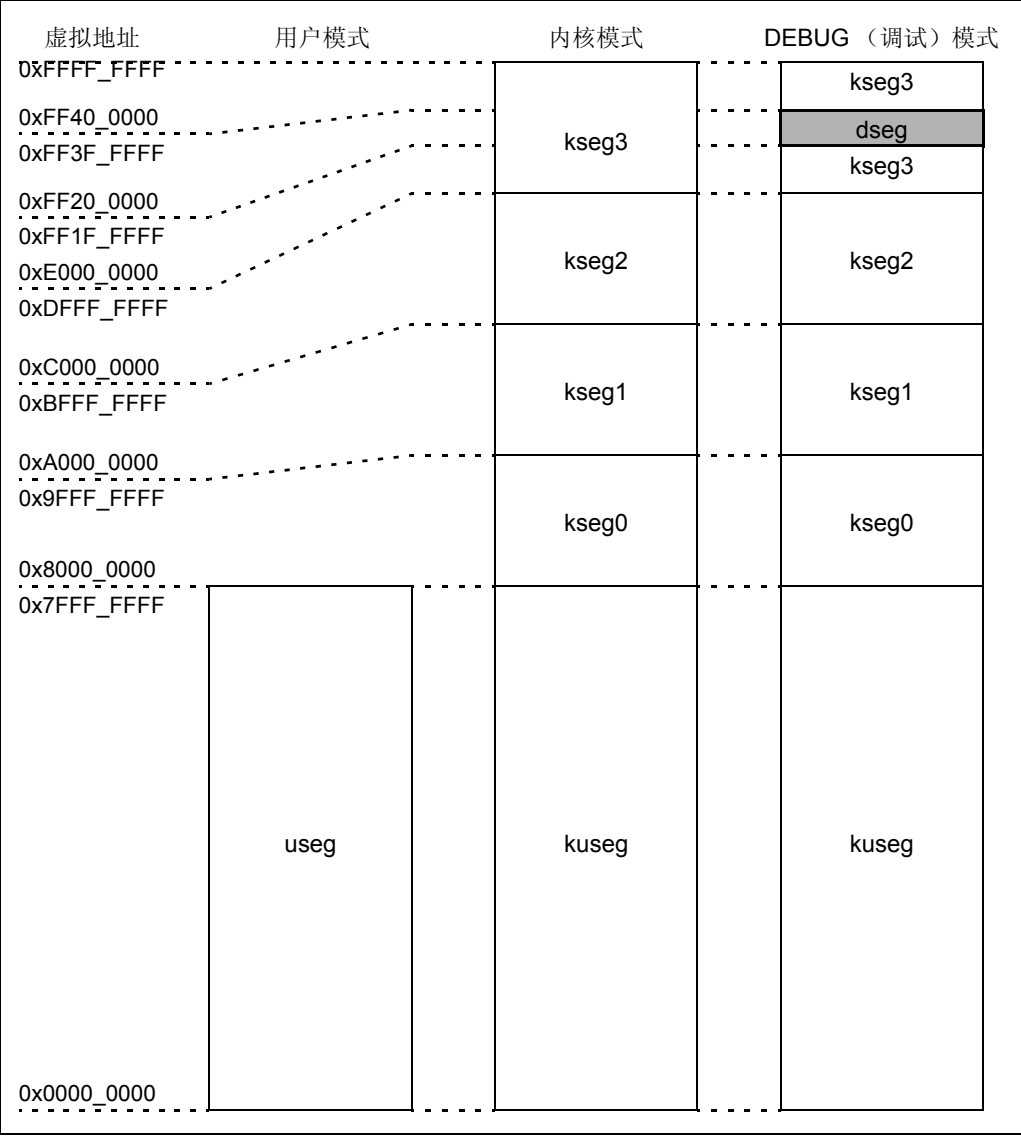 虚拟地址 用户模式 内核模式 DEBUG （调试）模式
0xFFFF_FFFF
kseg3
0xFF40_0000
dseg
kseg3
0xFF3F_FFFF
kseg3
0xFF20_0000
0xFF1F_FFFF
kseg2 kseg2
0xE000_0000
0xDFFF_FFFF
0xC000_0000
kseg1 kseg1
0xBFFF_FFFF
0xA000_0000
0x9FFF_FFFF
kseg0 kseg0
0x8000_0000
0x7FFF_FFFF
useg kuseg kuseg
0x0000_0000